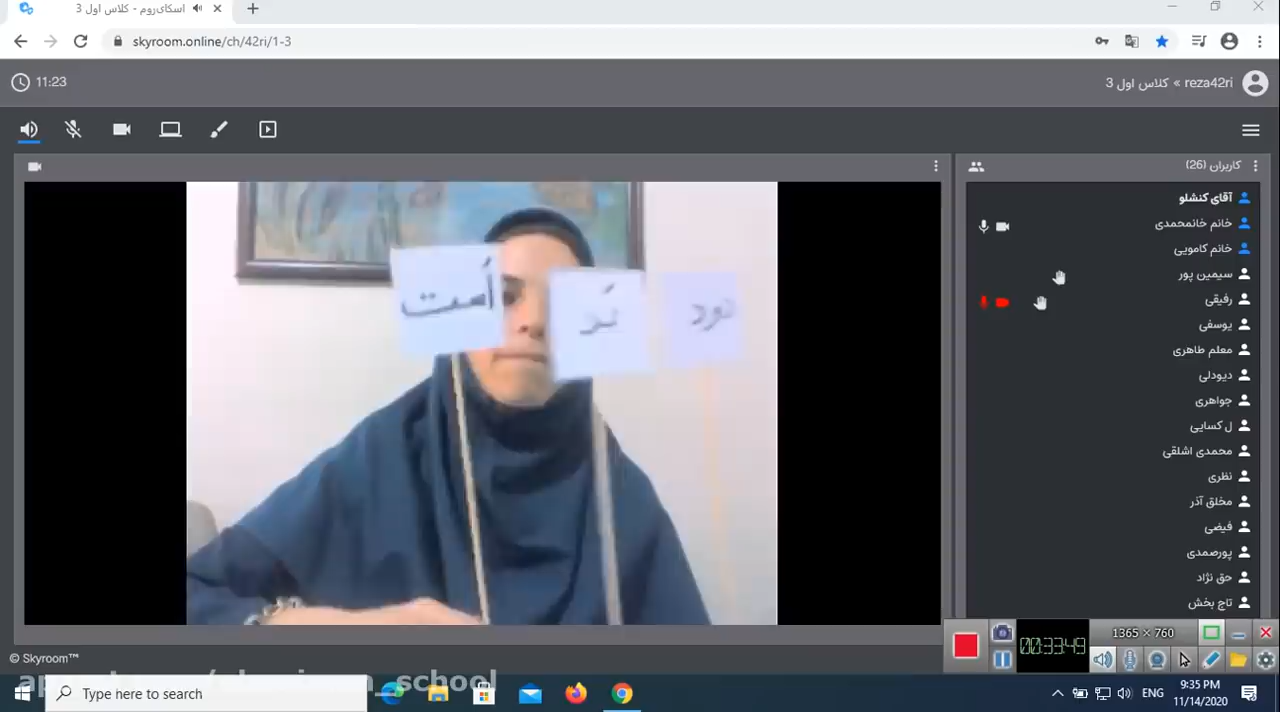 اسکای‌روم - کلاس اول 3
skyroom.online/ch/42ri/1-3
11:23
reza42ri » کلاس اول 3
کاربران (26)
آقای کنشلو
خانم خانمحمدی
خانم کامویی
سیمین پور
رفیقی
یوسفی
معلم طاهری
دیودلی
جواهری
ل کسایی
محمدی اشلقی
نظری
مخلق آذر
فیضی
پورصمدی
حق نژاد
تاج بخش
اَست
بَر
دود
1365 × 760
00:33:49
© Skyroom™
Type here to search
ENG
9:35 PM
11/14/2020